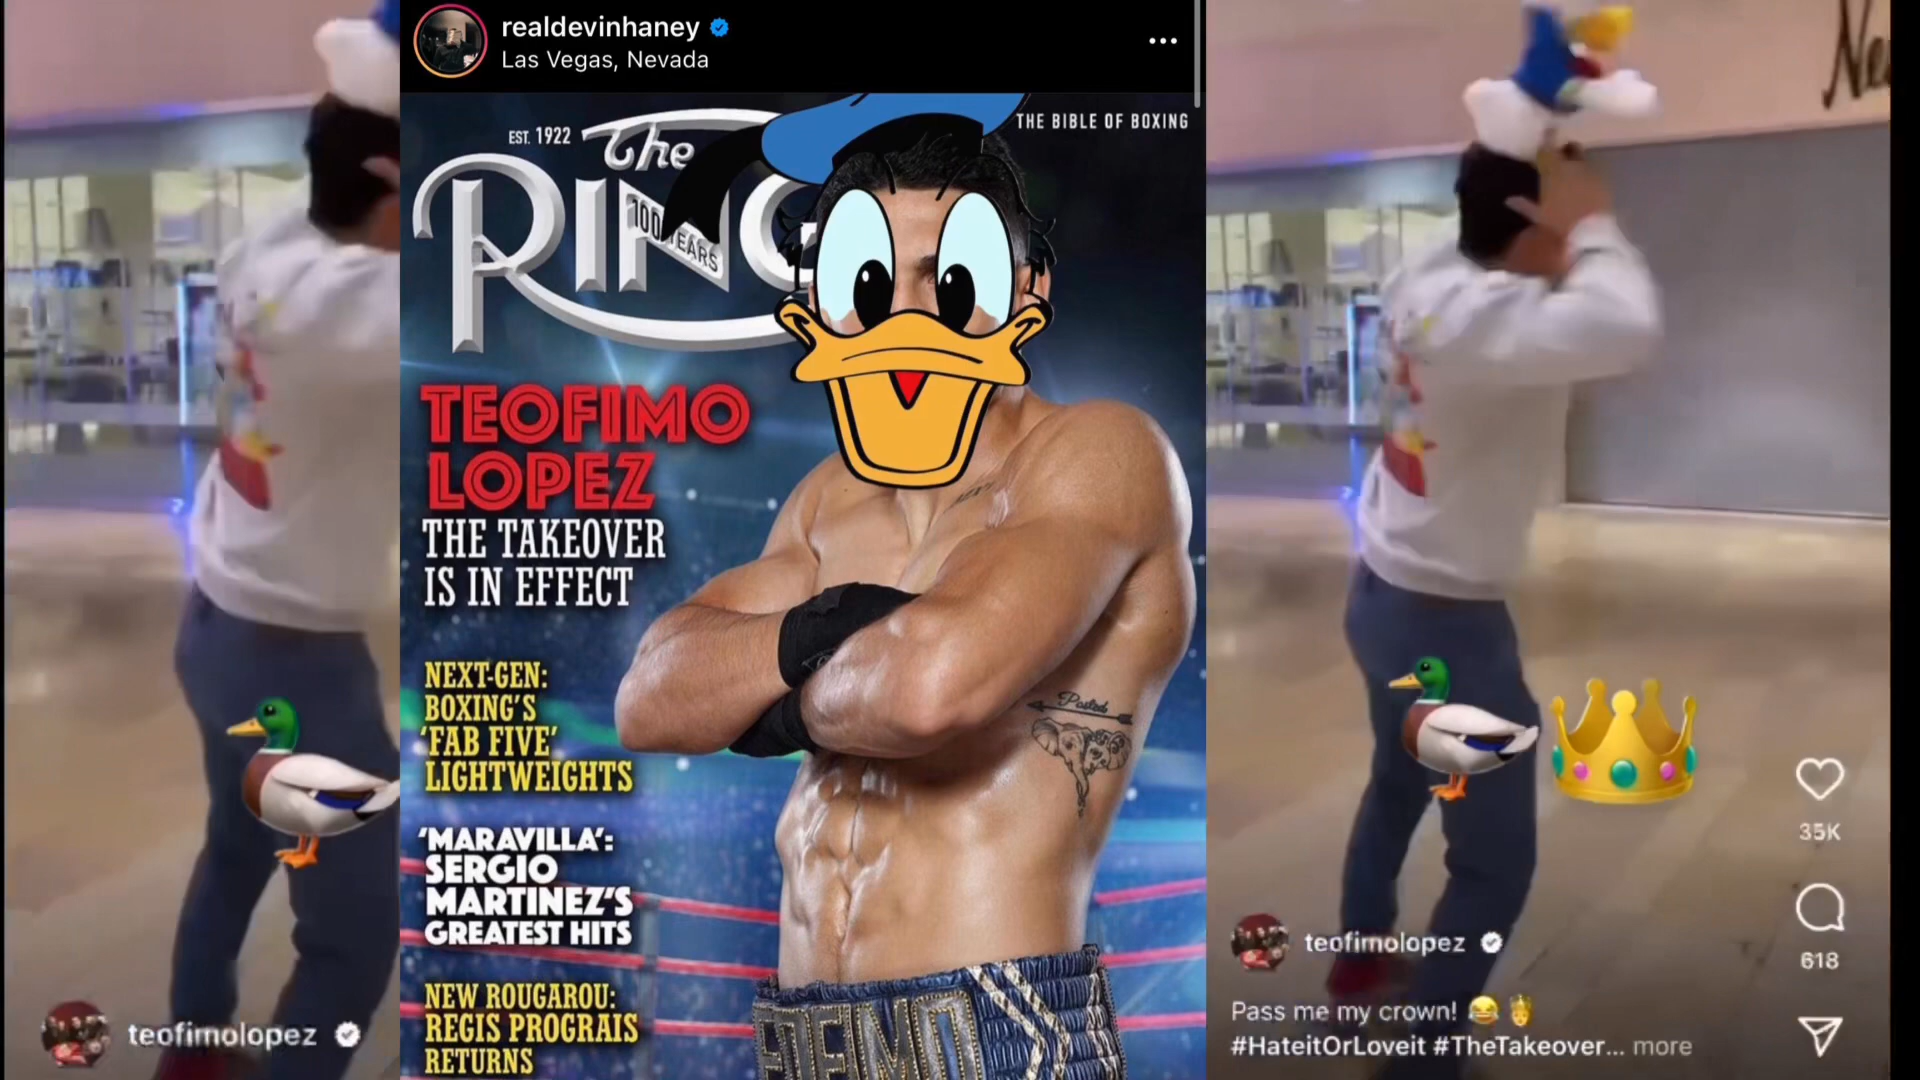 realdevinhaney
Las Vegas, Nevada
EST. 1922
The
RING
100 YEARS
THE BIBLE OF BOXING
TEOFIMO
LOPEZ
THE TAKEOVER
IS IN EFFECT
NEXT-GEN:
BOXING'S
'FAB FIVE'
LIGHTWEIGHTS
'MARAVILLA':
SERGIO
MARTINEZ'S
GREATEST HITS
NEW ROUGAROU:
REGIS PROGRAIS
RETURNS
Posted
TEOFIMO
teofimolopez
35K
618
teofimolopez
Pass me my crown! 😂🤴
#HateitOrLoveit #TheTakeover... more